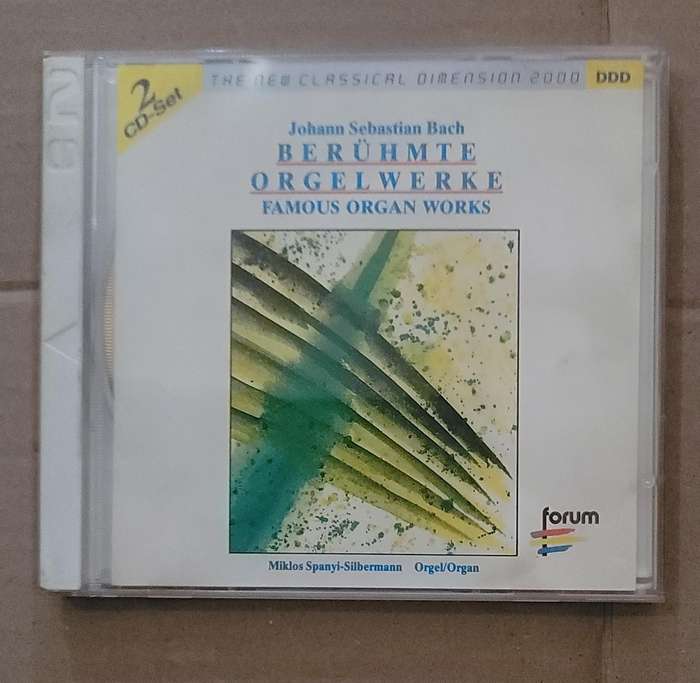 2
CD-Set
THE NEW CLASSICAL DIMENSION 2000
DDD
Johann Sebastian Bach
BERÜHMTE
ORGELWERKE
FAMOUS ORGAN WORKS
forum
Miklos Spanyi-Silbermann Orgel/Organ